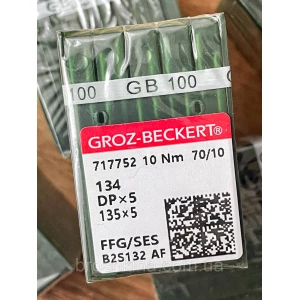 100 GB 100
GROZ-BECKERT®
717752 10 Nm 70/10
134
DP×5
135×5
FFG/SES
B2S132 AF